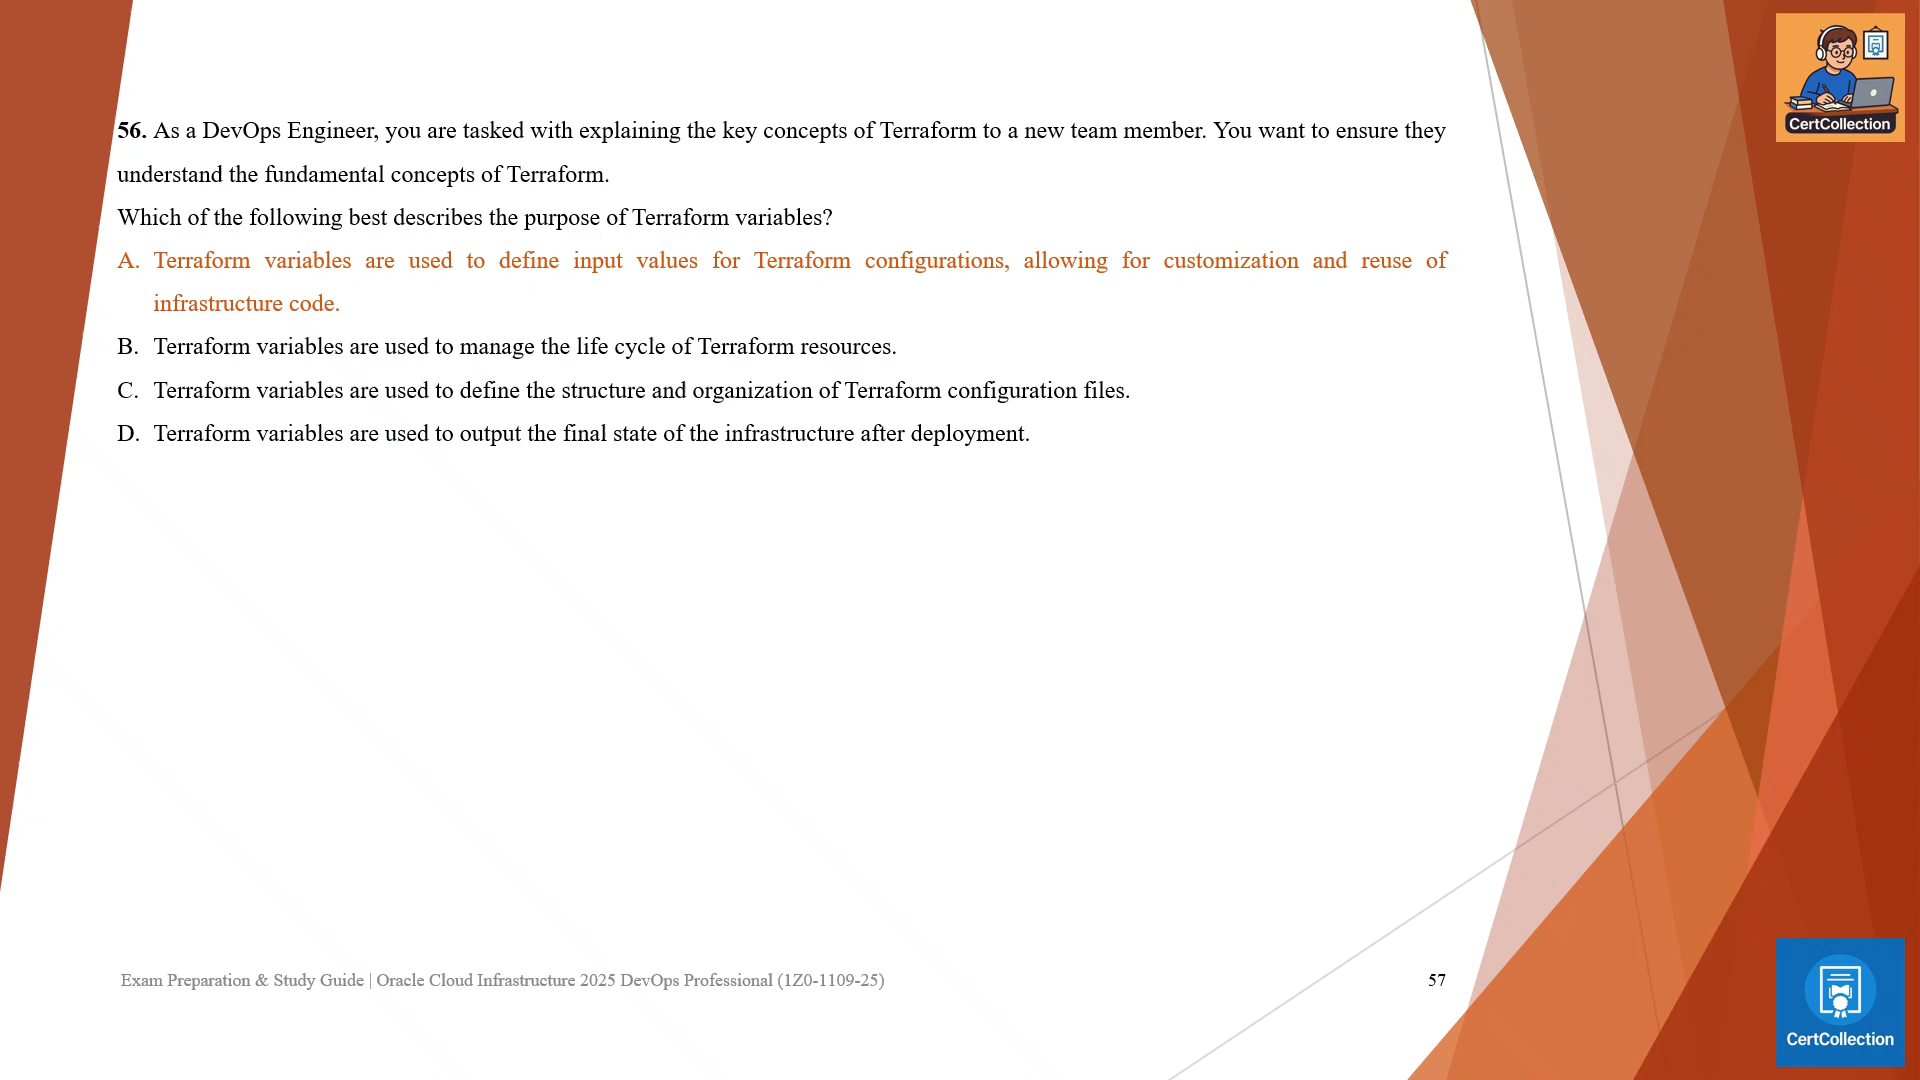 CertCollection
56. As a DevOps Engineer, you are tasked with explaining the key concepts of Terraform to a new team member. You want to ensure they
understand the fundamental concepts of Terraform.
Which of the following best describes the purpose of Terraform variables?
A. Terraform variables are used to define input values for Terraform configurations, allowing for customization and reuse of
infrastructure code.
B. Terraform variables are used to manage the life cycle of Terraform resources.
C. Terraform variables are used to define the structure and organization of Terraform configuration files.
D. Terraform variables are used to output the final state of the infrastructure after deployment.
Exam Preparation & Study Guide | Oracle Cloud Infrastructure 2025 DevOps Professional (1Z0-1109-25)
57
CertCollection